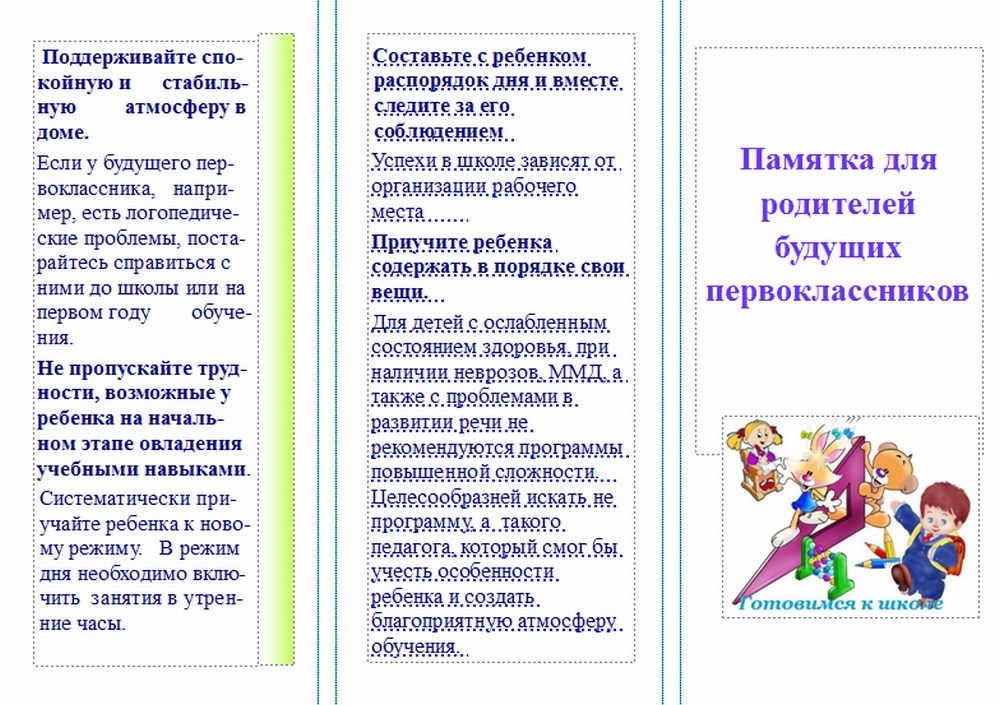 Поддерживайте спо-
койную и стабиль-
ную атмосферу в
доме.
Если у будущего пер-
воклассника, напри-
мер, есть логопедиче-
ские проблемы, поста-
райтесь справиться с
ними до школы или на
первом году обуче-
ния.
Не пропускайте труд-
ности, возможные у
ребенка на началь-
ном этапе овладения
учебными навыками.
Систематически при-
учайте ребенка к ново-
му режиму. В режим
дня необходимо вклю-
чить занятия в утрен-
ние часы.
Составьте с ребенком
распорядок дня и вместе
следите за его
соблюдением
Успехи в школе зависят от
организации рабочего
места
Приучите ребенка
содержать в порядке свои
вещи.
Для детей с ослабленным
состоянием здоровья, при
наличии неврозов, ММД, а
также с проблемами в
развитии речи не
рекомендуются программы
повышенной сложности.
Целесообразней искать не
программу, а такого
педагога, который смог бы
учесть особенности
ребенка и создать
благоприятную атмосферу
обучения.
Памятка для
родителей
будущих
первоклассников
Готовимся к школе